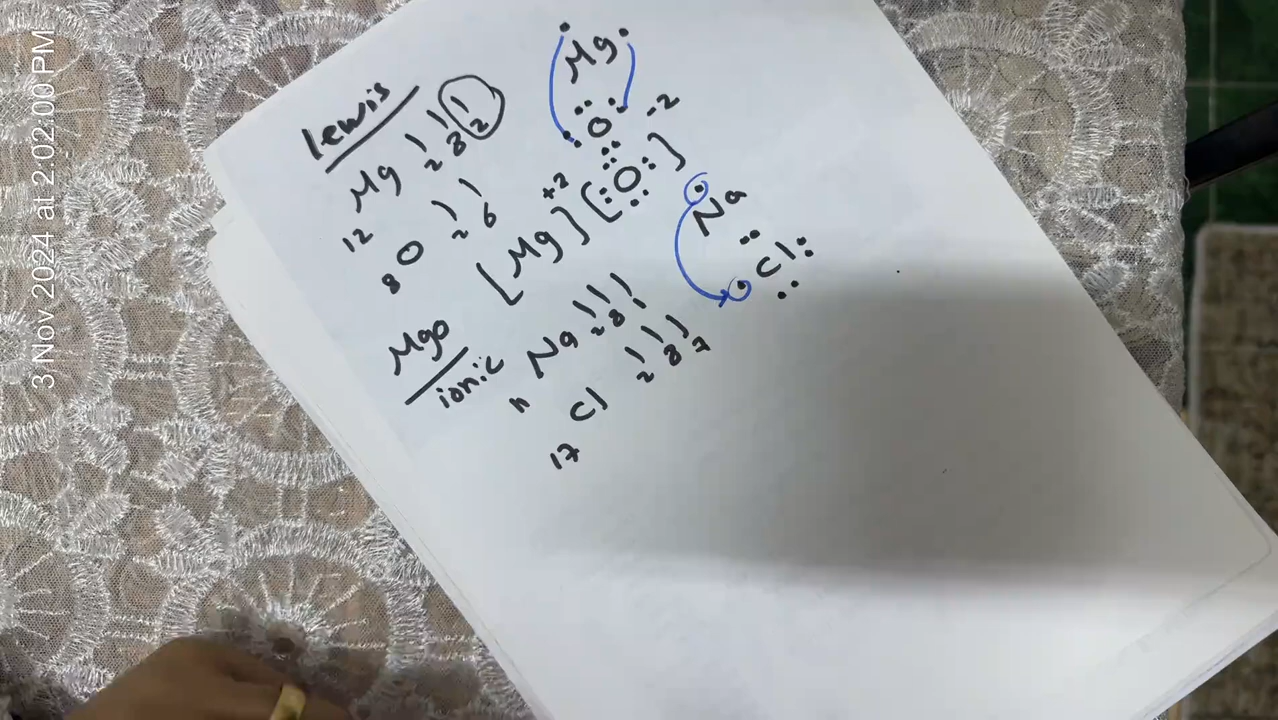 3 Nov 2024 at 2:02:00 PM
Lewis
12 Mg 2 8 2
8 O 2 6
Mg
O
[Mg]+2 [O]-2
MgO
ionic
11 Na 2 8 1
17 Cl 2 8 7
Na
Cl